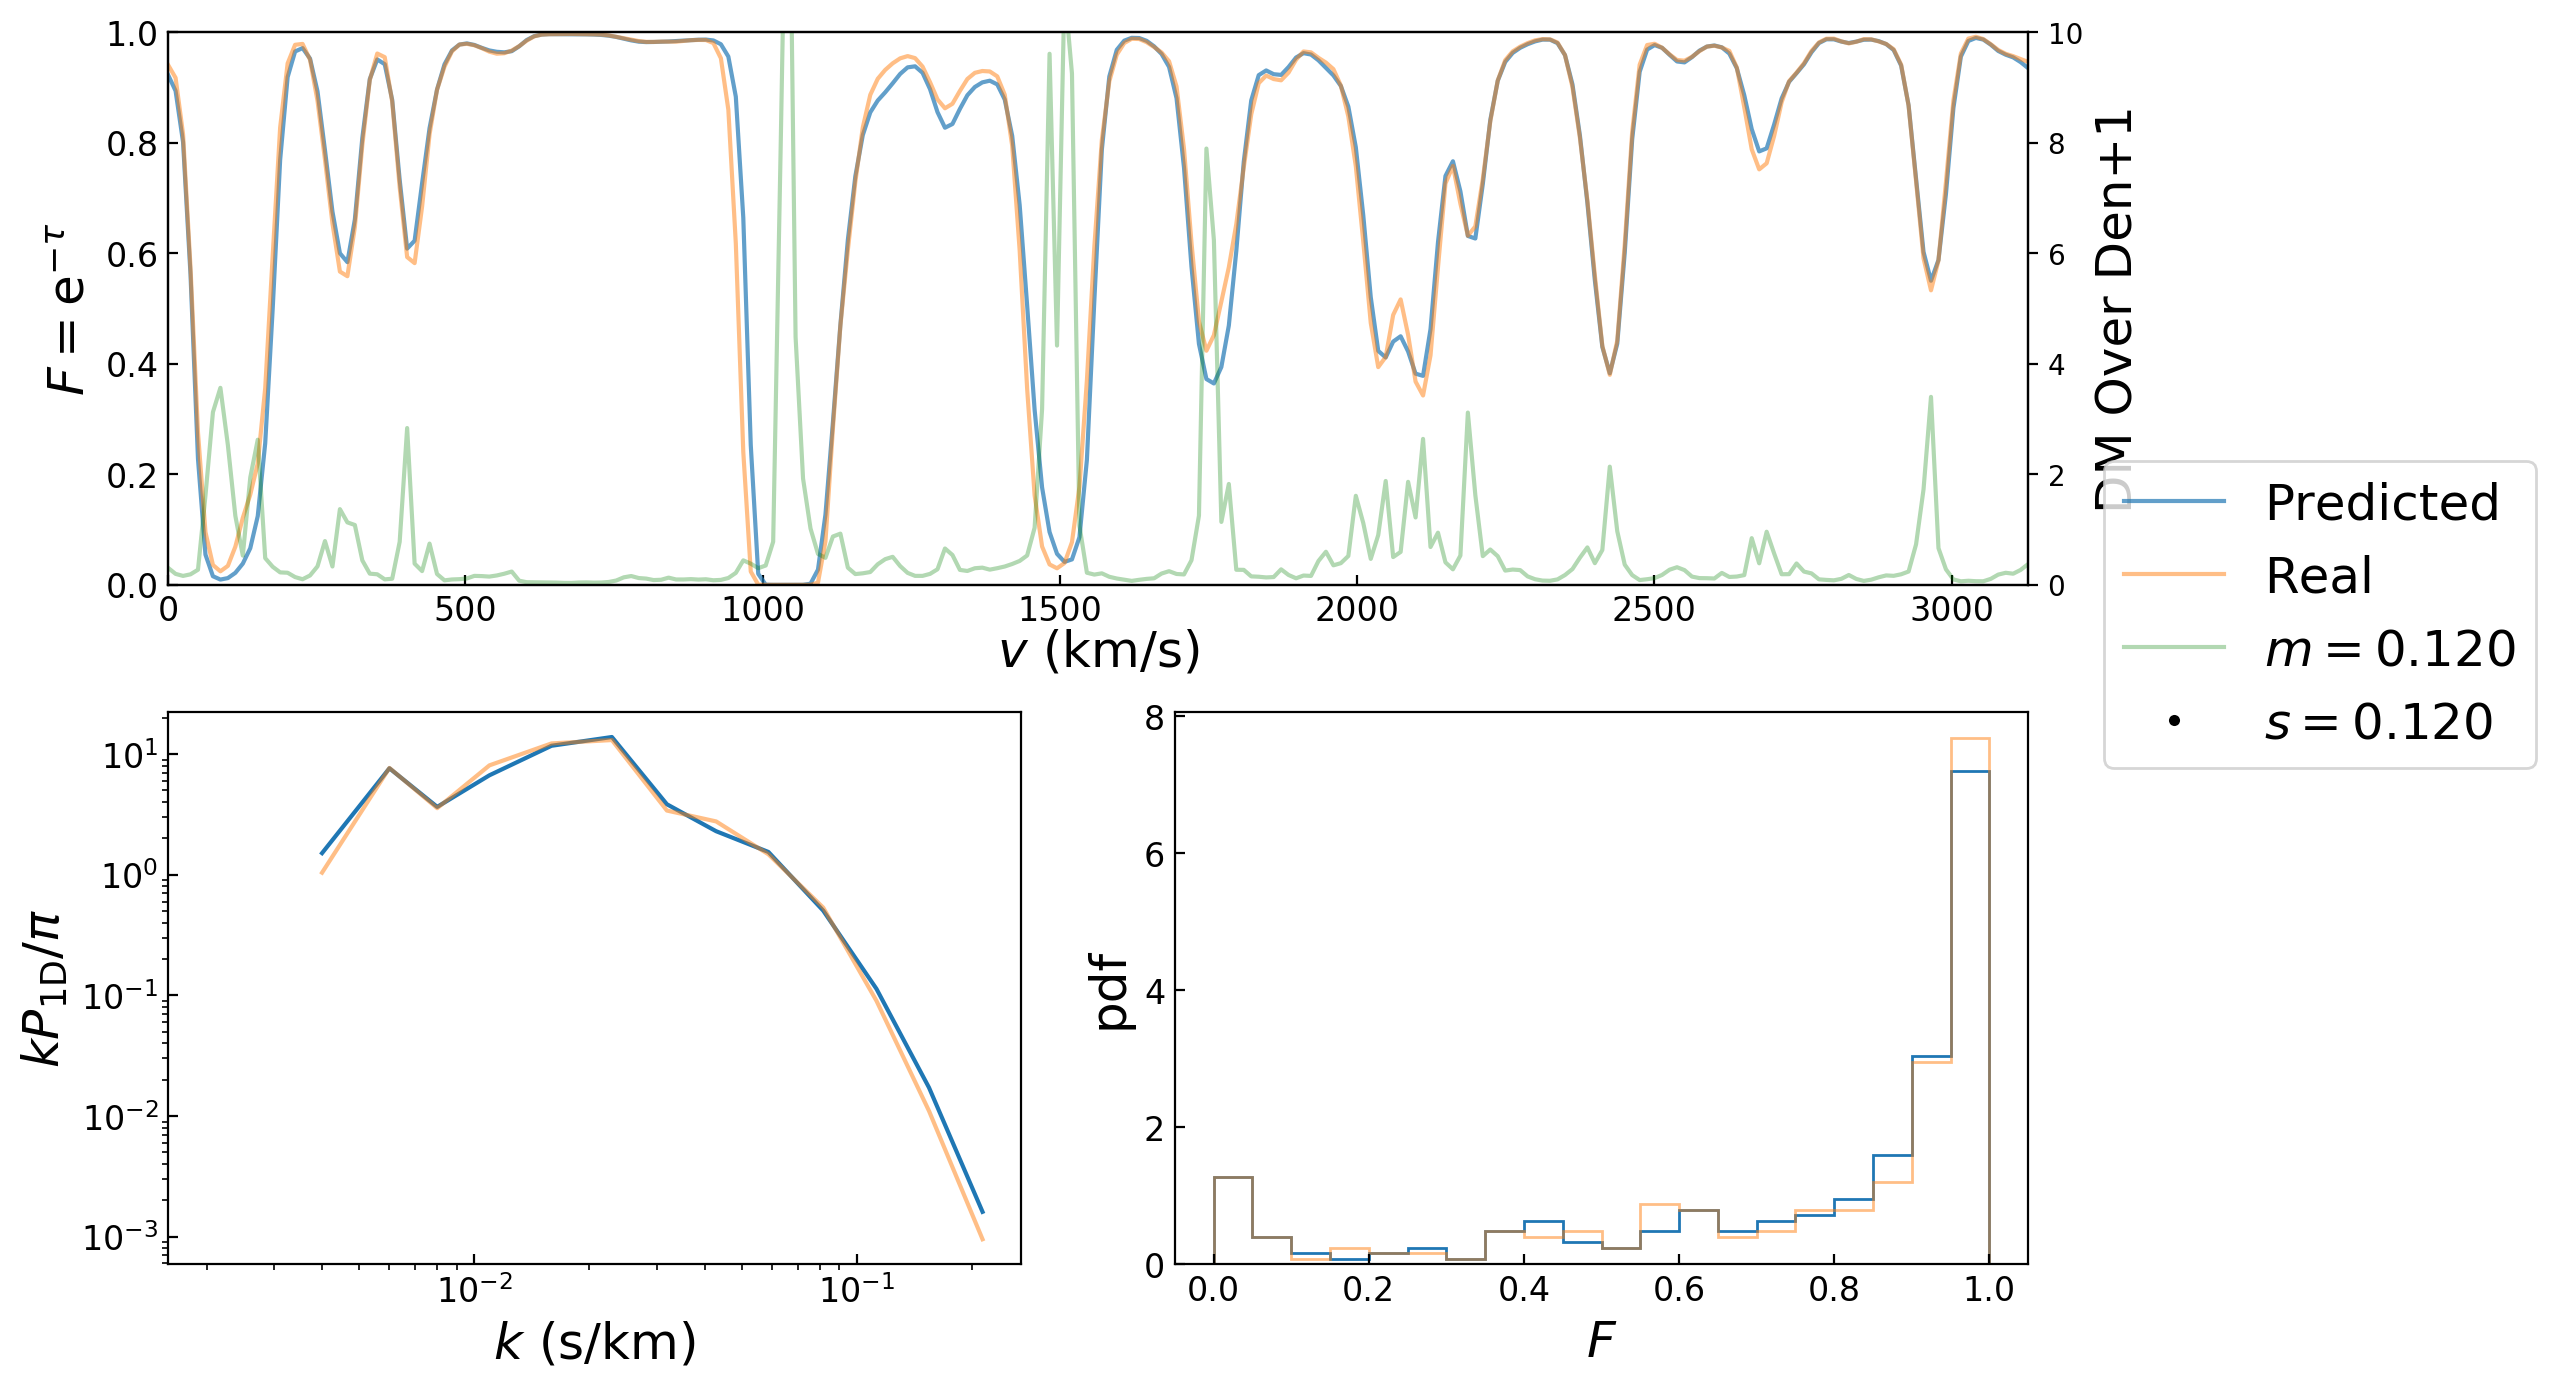 1.0
0.8
0.6
0.4
0.2
0.0
F = e^{−τ}
10
8
6
4
2
0
DM Over Den+1
0 500 1000 1500 2000 2500 3000
v (km/s)
Predicted
Real
m = 0.120
s = 0.120
10^1
10^0
10^{−1}
10^{−2}
10^{−3}
kP_{1D}/π
10^{−2} 10^{−1}
k (s/km)
8
6
4
2
0
pdf
0.0 0.2 0.4 0.6 0.8 1.0
F